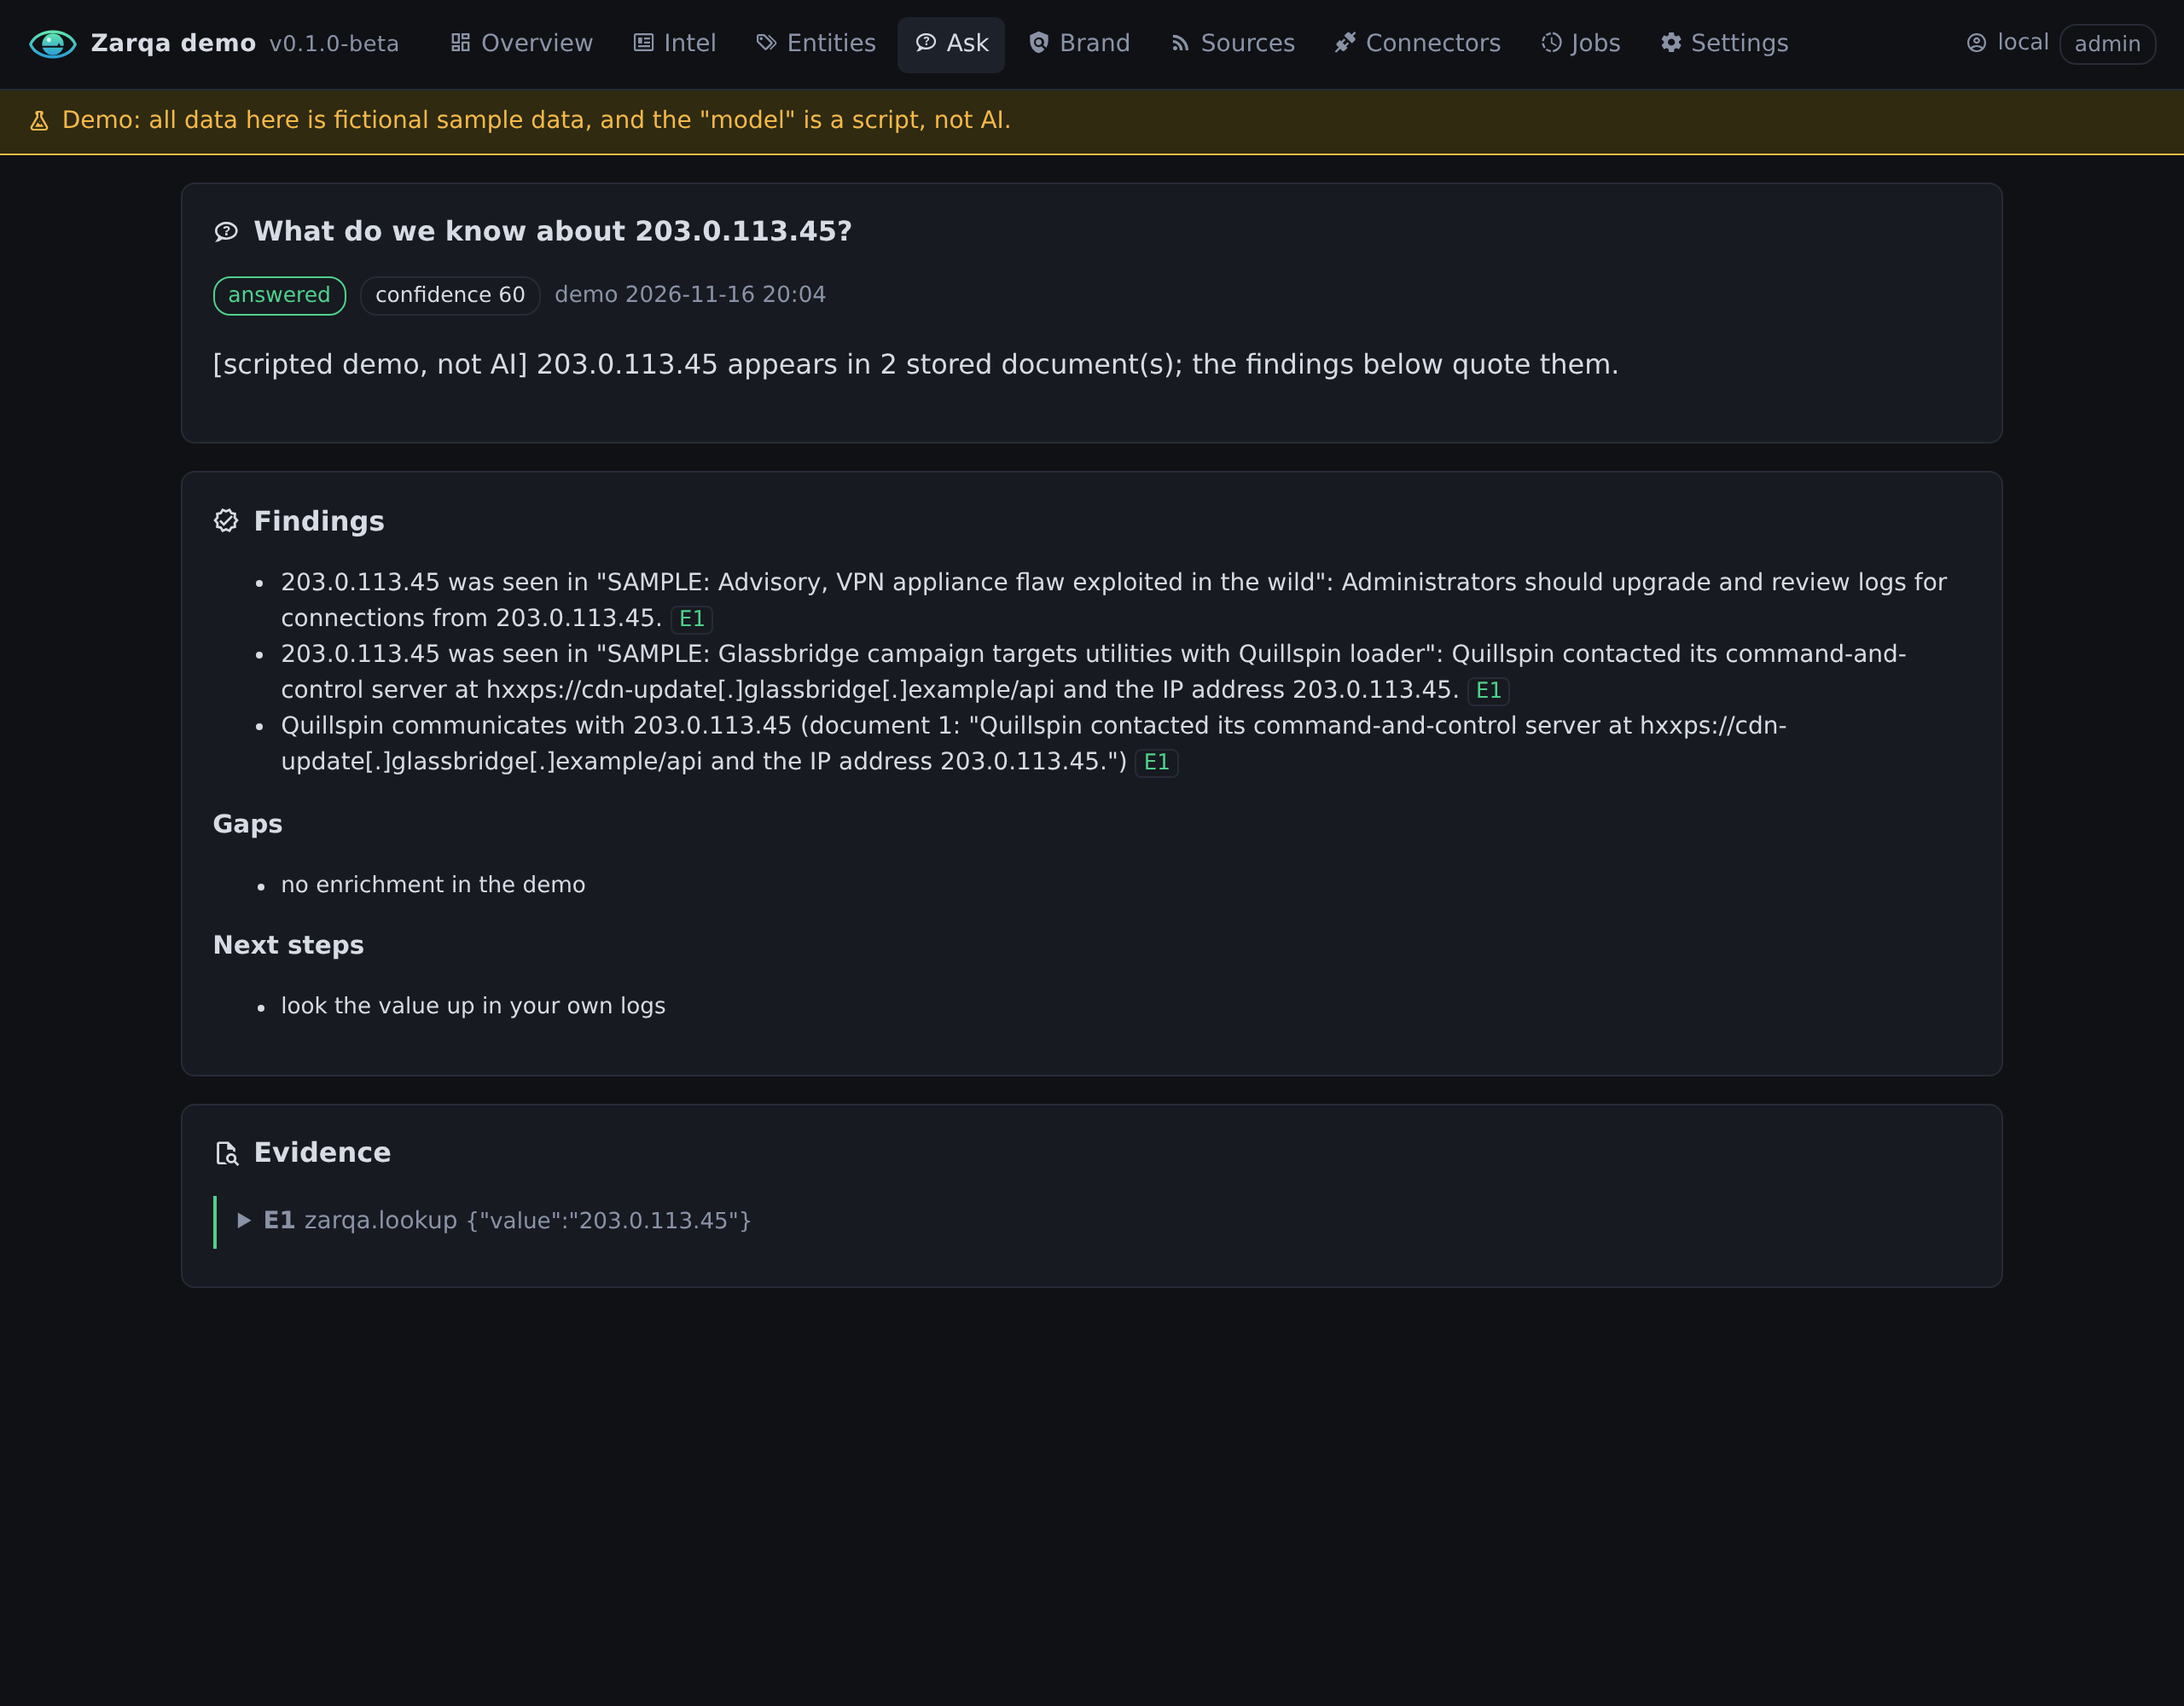 Zarqa demo v0.1.0-beta Overview Intel Entities Ask Brand Sources Connectors Jobs Settings local admin
Demo: all data here is fictional sample data, and the "model" is a script, not AI.
What do we know about 203.0.113.45?
answered confidence 60 demo 2026-11-16 20:04
[scripted demo, not AI] 203.0.113.45 appears in 2 stored document(s); the findings below quote them.
Findings
• 203.0.113.45 was seen in "SAMPLE: Advisory, VPN appliance flaw exploited in the wild": Administrators should upgrade and review logs for
connections from 203.0.113.45. E1
• 203.0.113.45 was seen in "SAMPLE: Glassbridge campaign targets utilities with Quillspin loader": Quillspin contacted its command-and-
control server at hxxps://cdn-update[.]glassbridge[.]example/api and the IP address 203.0.113.45. E1
• Quillspin communicates with 203.0.113.45 (document 1: "Quillspin contacted its command-and-control server at hxxps://cdn-
update[.]glassbridge[.]example/api and the IP address 203.0.113.45.") E1
Gaps
• no enrichment in the demo
Next steps
• look the value up in your own logs
Evidence
E1 zarqa.lookup {"value":"203.0.113.45"}